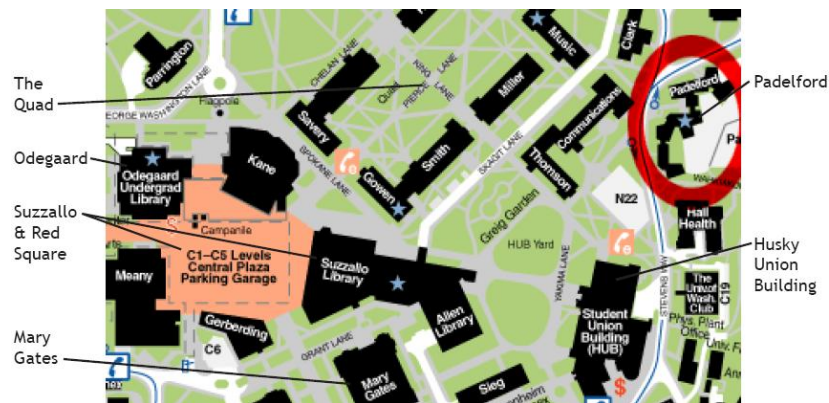 The
Quad
Odegaard
Suzzallo
& Red
Square
Mary
Gates
Padelford
Husky
Union
Building
Parrington
GEORGE WASHINGTON LANE
Flagpole
CHELAN LANE
Quad
KING LANE
PIERCE LANE
Music
Clark
Miller
Communications
Padelford
Savery
SPOKANE LANE
Smith
SKAGIT LANE
Thomson
Gowen
Kane
Odegaard
Undergrad
Library
Campanile
C1–C5 Levels
Central Plaza
Parking Garage
Meany
Gerberding
C6
Suzzallo
Library
Allen
Library
GRANT LANE
Mary
Gates
Sieg
Greig Garden
HUB Yard
YAKIMA LANE
N22
Hall
Health
STEVENS WAY
Student
Union
Building
(HUB)
$
The
Univ of
Wash.
Club
C19
Phys. Plant
Office